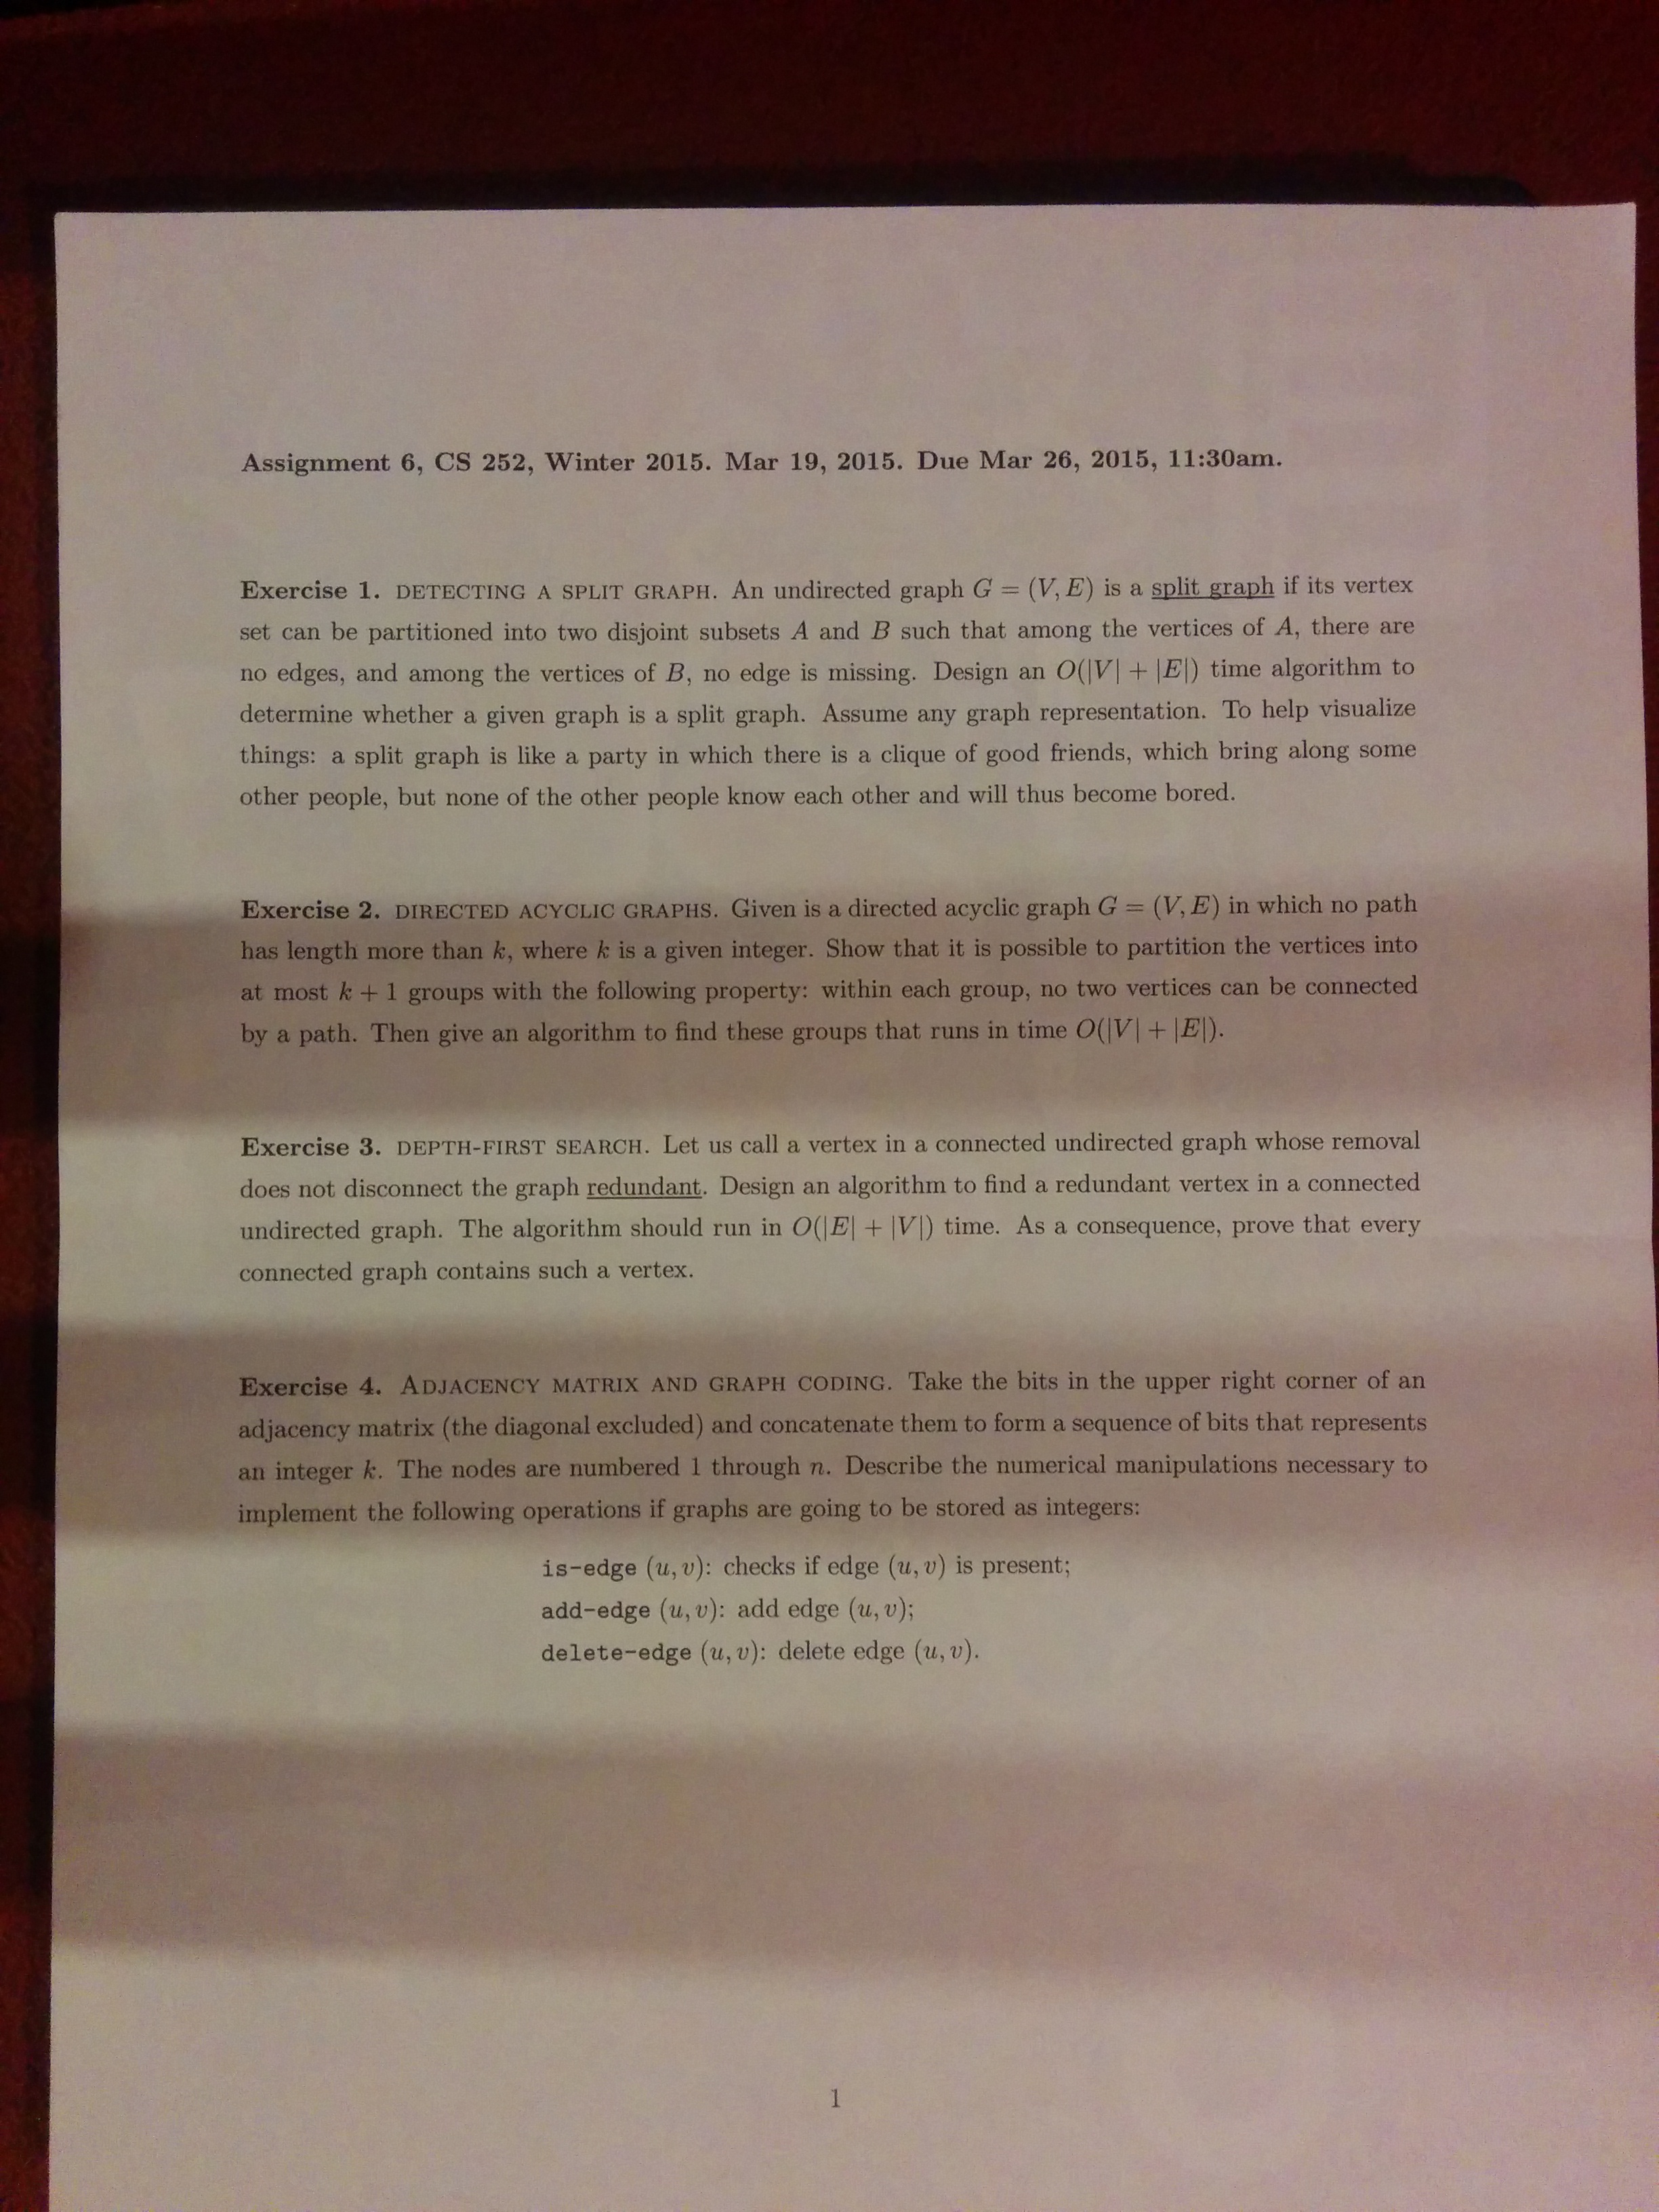 Assignment 6, CS 252, Winter 2015. Mar 19, 2015. Due Mar 26, 2015, 11:30am.
Exercise 1. DETECTING A SPLIT GRAPH. An undirected graph G = (V, E) is a split graph if its vertex
set can be partitioned into two disjoint subsets A and B such that among the vertices of A, there are
no edges, and among the vertices of B, no edge is missing. Design an O(|V| + |E|) time algorithm to
determine whether a given graph is a split graph. Assume any graph representation. To help visualize
things: a split graph is like a party in which there is a clique of good friends, which bring along some
other people, but none of the other people know each other and will thus become bored.
Exercise 2. DIRECTED ACYCLIC GRAPHS. Given is a directed acyclic graph G = (V, E) in which no path
has length more than k, where k is a given integer. Show that it is possible to partition the vertices into
at most k + 1 groups with the following property: within each group, no two vertices can be connected
by a path. Then give an algorithm to find these groups that runs in time O(|V| + |E|).
Exercise 3. DEPTH-FIRST SEARCH. Let us call a vertex in a connected undirected graph whose removal
does not disconnect the graph redundant. Design an algorithm to find a redundant vertex in a connected
undirected graph. The algorithm should run in O(|E| + |V|) time. As a consequence, prove that every
connected graph contains such a vertex.
Exercise 4. ADJACENCY MATRIX AND GRAPH CODING. Take the bits in the upper right corner of an
adjacency matrix (the diagonal excluded) and concatenate them to form a sequence of bits that represents
an integer k. The nodes are numbered 1 through n. Describe the numerical manipulations necessary to
implement the following operations if graphs are going to be stored as integers:
is-edge (u, v): checks if edge (u, v) is present;
add-edge (u, v): add edge (u, v);
delete-edge (u, v): delete edge (u, v).
1